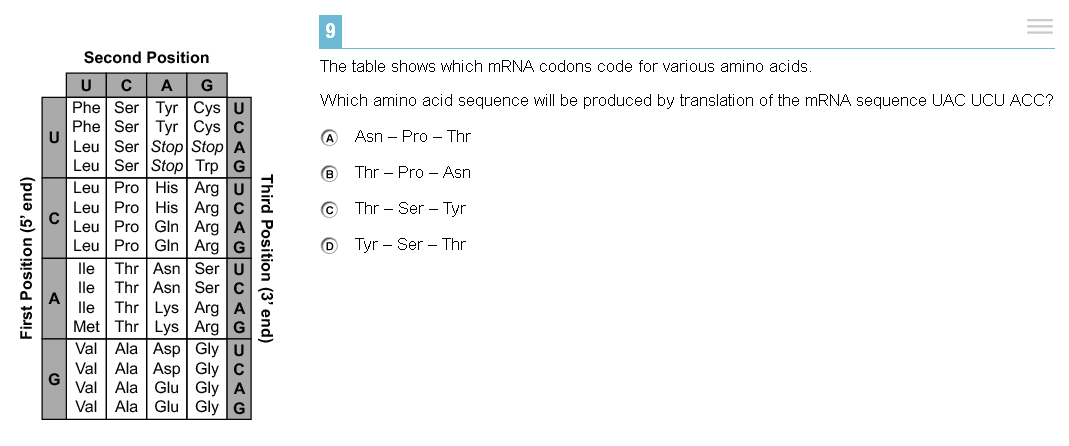 Second Position
U C A G
First Position (5' end)
Third Position (3' end)
U
Phe Ser Tyr Cys U
Phe Ser Tyr Cys C
Leu Ser Stop Stop A
Leu Ser Stop Trp G
C
Leu Pro His Arg U
Leu Pro His Arg C
Leu Pro Gln Arg A
Leu Pro Gln Arg G
A
Ile Thr Asn Ser U
Ile Thr Asn Ser C
Ile Thr Lys Arg A
Met Thr Lys Arg G
G
Val Ala Asp Gly U
Val Ala Asp Gly C
Val Ala Glu Gly A
Val Ala Glu Gly G
9
The table shows which mRNA codons code for various amino acids.
Which amino acid sequence will be produced by translation of the mRNA sequence UAC UCU ACC?
A Asn – Pro – Thr
B Thr – Pro – Asn
C Thr – Ser – Tyr
D Tyr – Ser – Thr